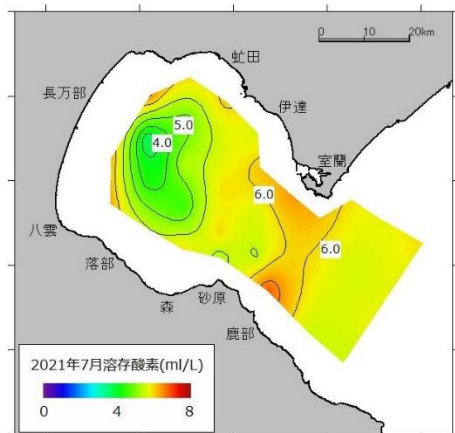 0 10 20km
虻田
長万部
伊達
5.0
4.0
室蘭
6.0
八雲
6.0
落部
砂原
森
鹿部
2021年7月溶存酸素(ml/L)
0 4 8